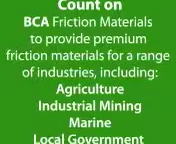 Count on
BCA Friction Materials
to provide premium
friction materials for a range
of industries, including:
Agriculture
Industrial Mining
Marine
Local Government